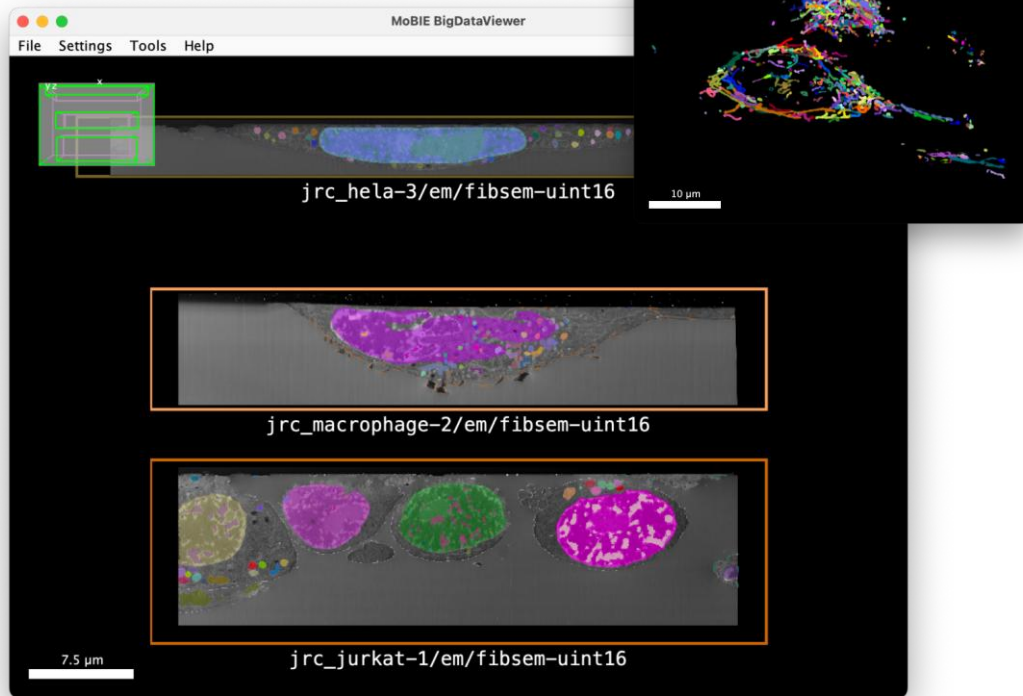 MoBIE BigDataViewer
File Settings Tools Help
yz x
jrc_hela-3/em/fibsem-uint16
10 µm
jrc_macrophage-2/em/fibsem-uint16
jrc_jurkat-1/em/fibsem-uint16
7.5 µm